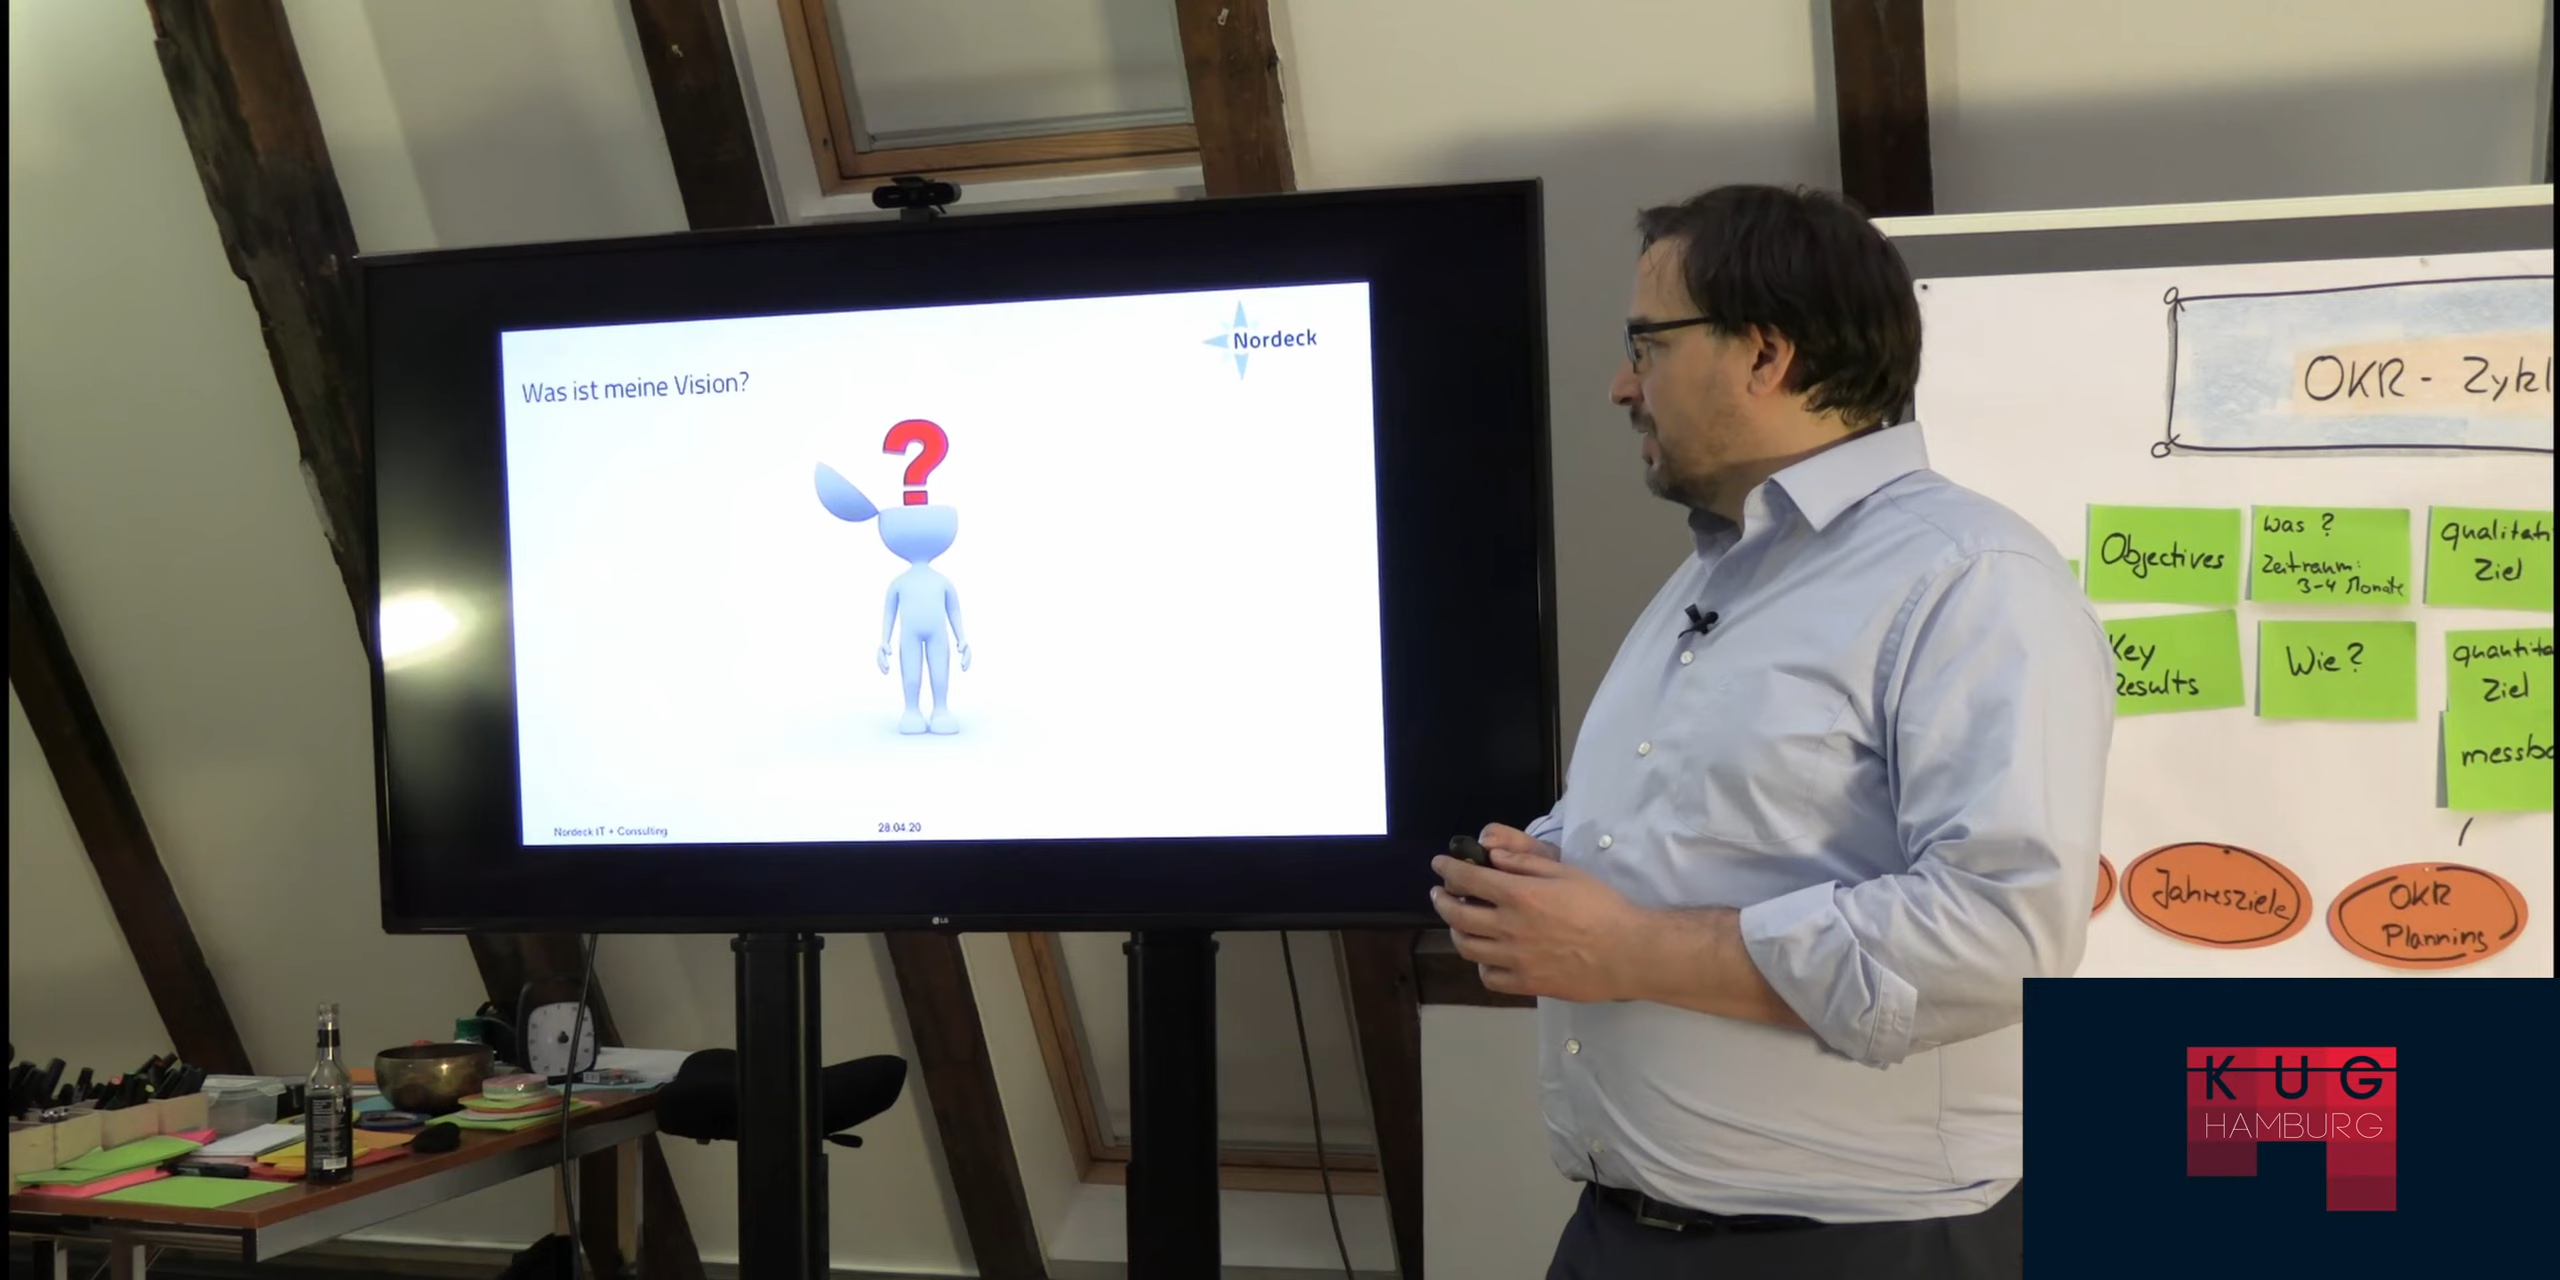 Nordeck
Was ist meine Vision?
?
Nordeck IT + Consulting
28.04.20
LG
OKR - Zykl
Objectives
Was ?
Zeitraum:
3-4 Monate
qualitati
Ziel
Key
Results
Wie?
quantita
Ziel
messba
Jahresziele
OKR
Planning
KUG
HAMBURG